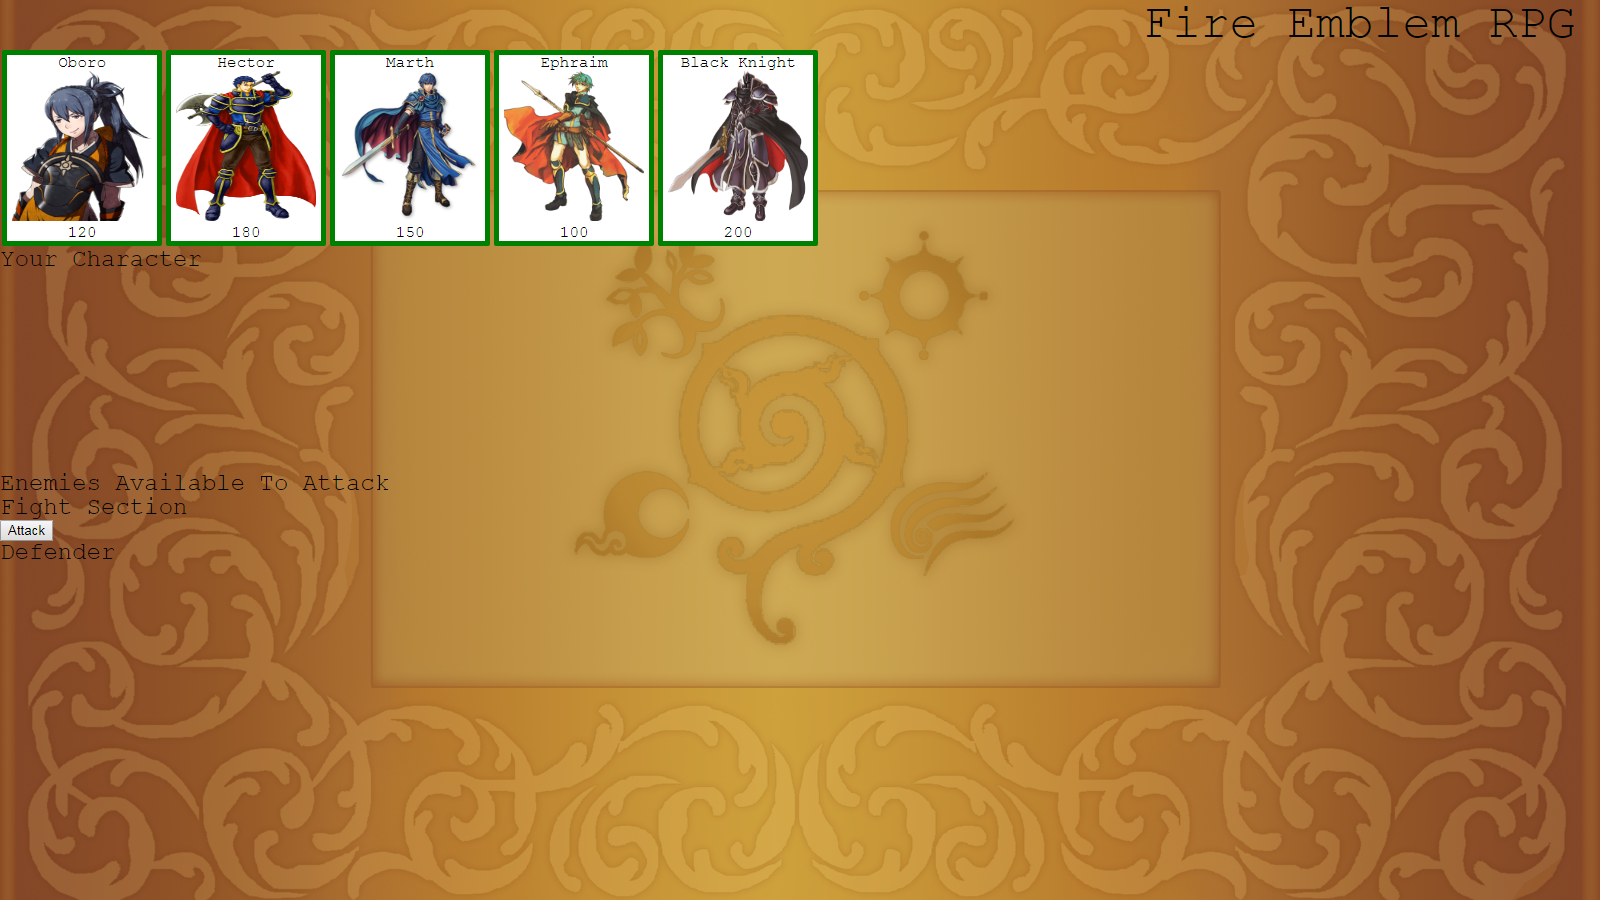 Fire Emblem RPG
Oboro Hector Marth Ephraim Black Knight
120 180 150 100 200
Your Character
Enemies Available To Attack
Fight Section
Attack
Defender